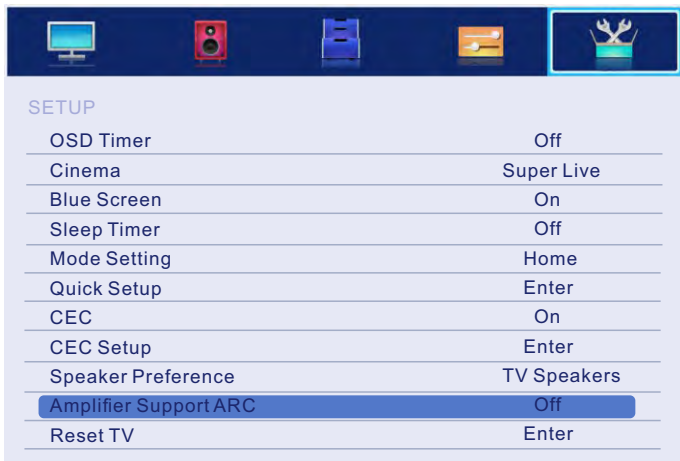 SETUP
OSD Timer Off
Cinema Super Live
Blue Screen On
Sleep Timer Off
Mode Setting Home
Quick Setup Enter
CEC On
CEC Setup Enter
Speaker Preference TV Speakers
Amplifier Support ARC Off
Reset TV Enter